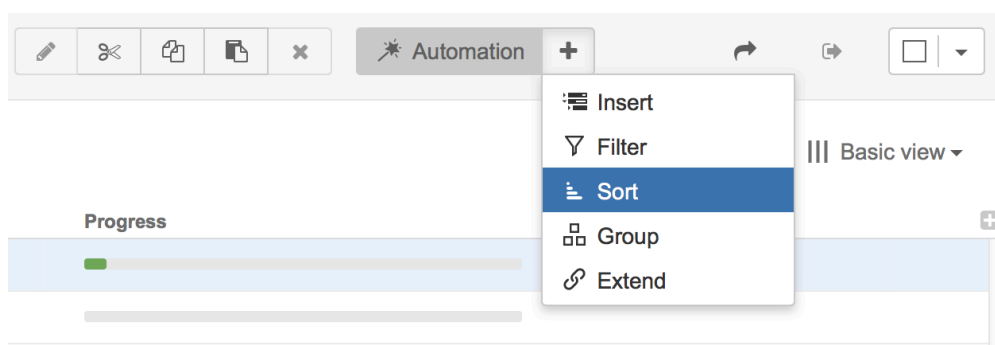 Automation
Insert
Filter
Basic view
Sort
Progress
Group
Extend